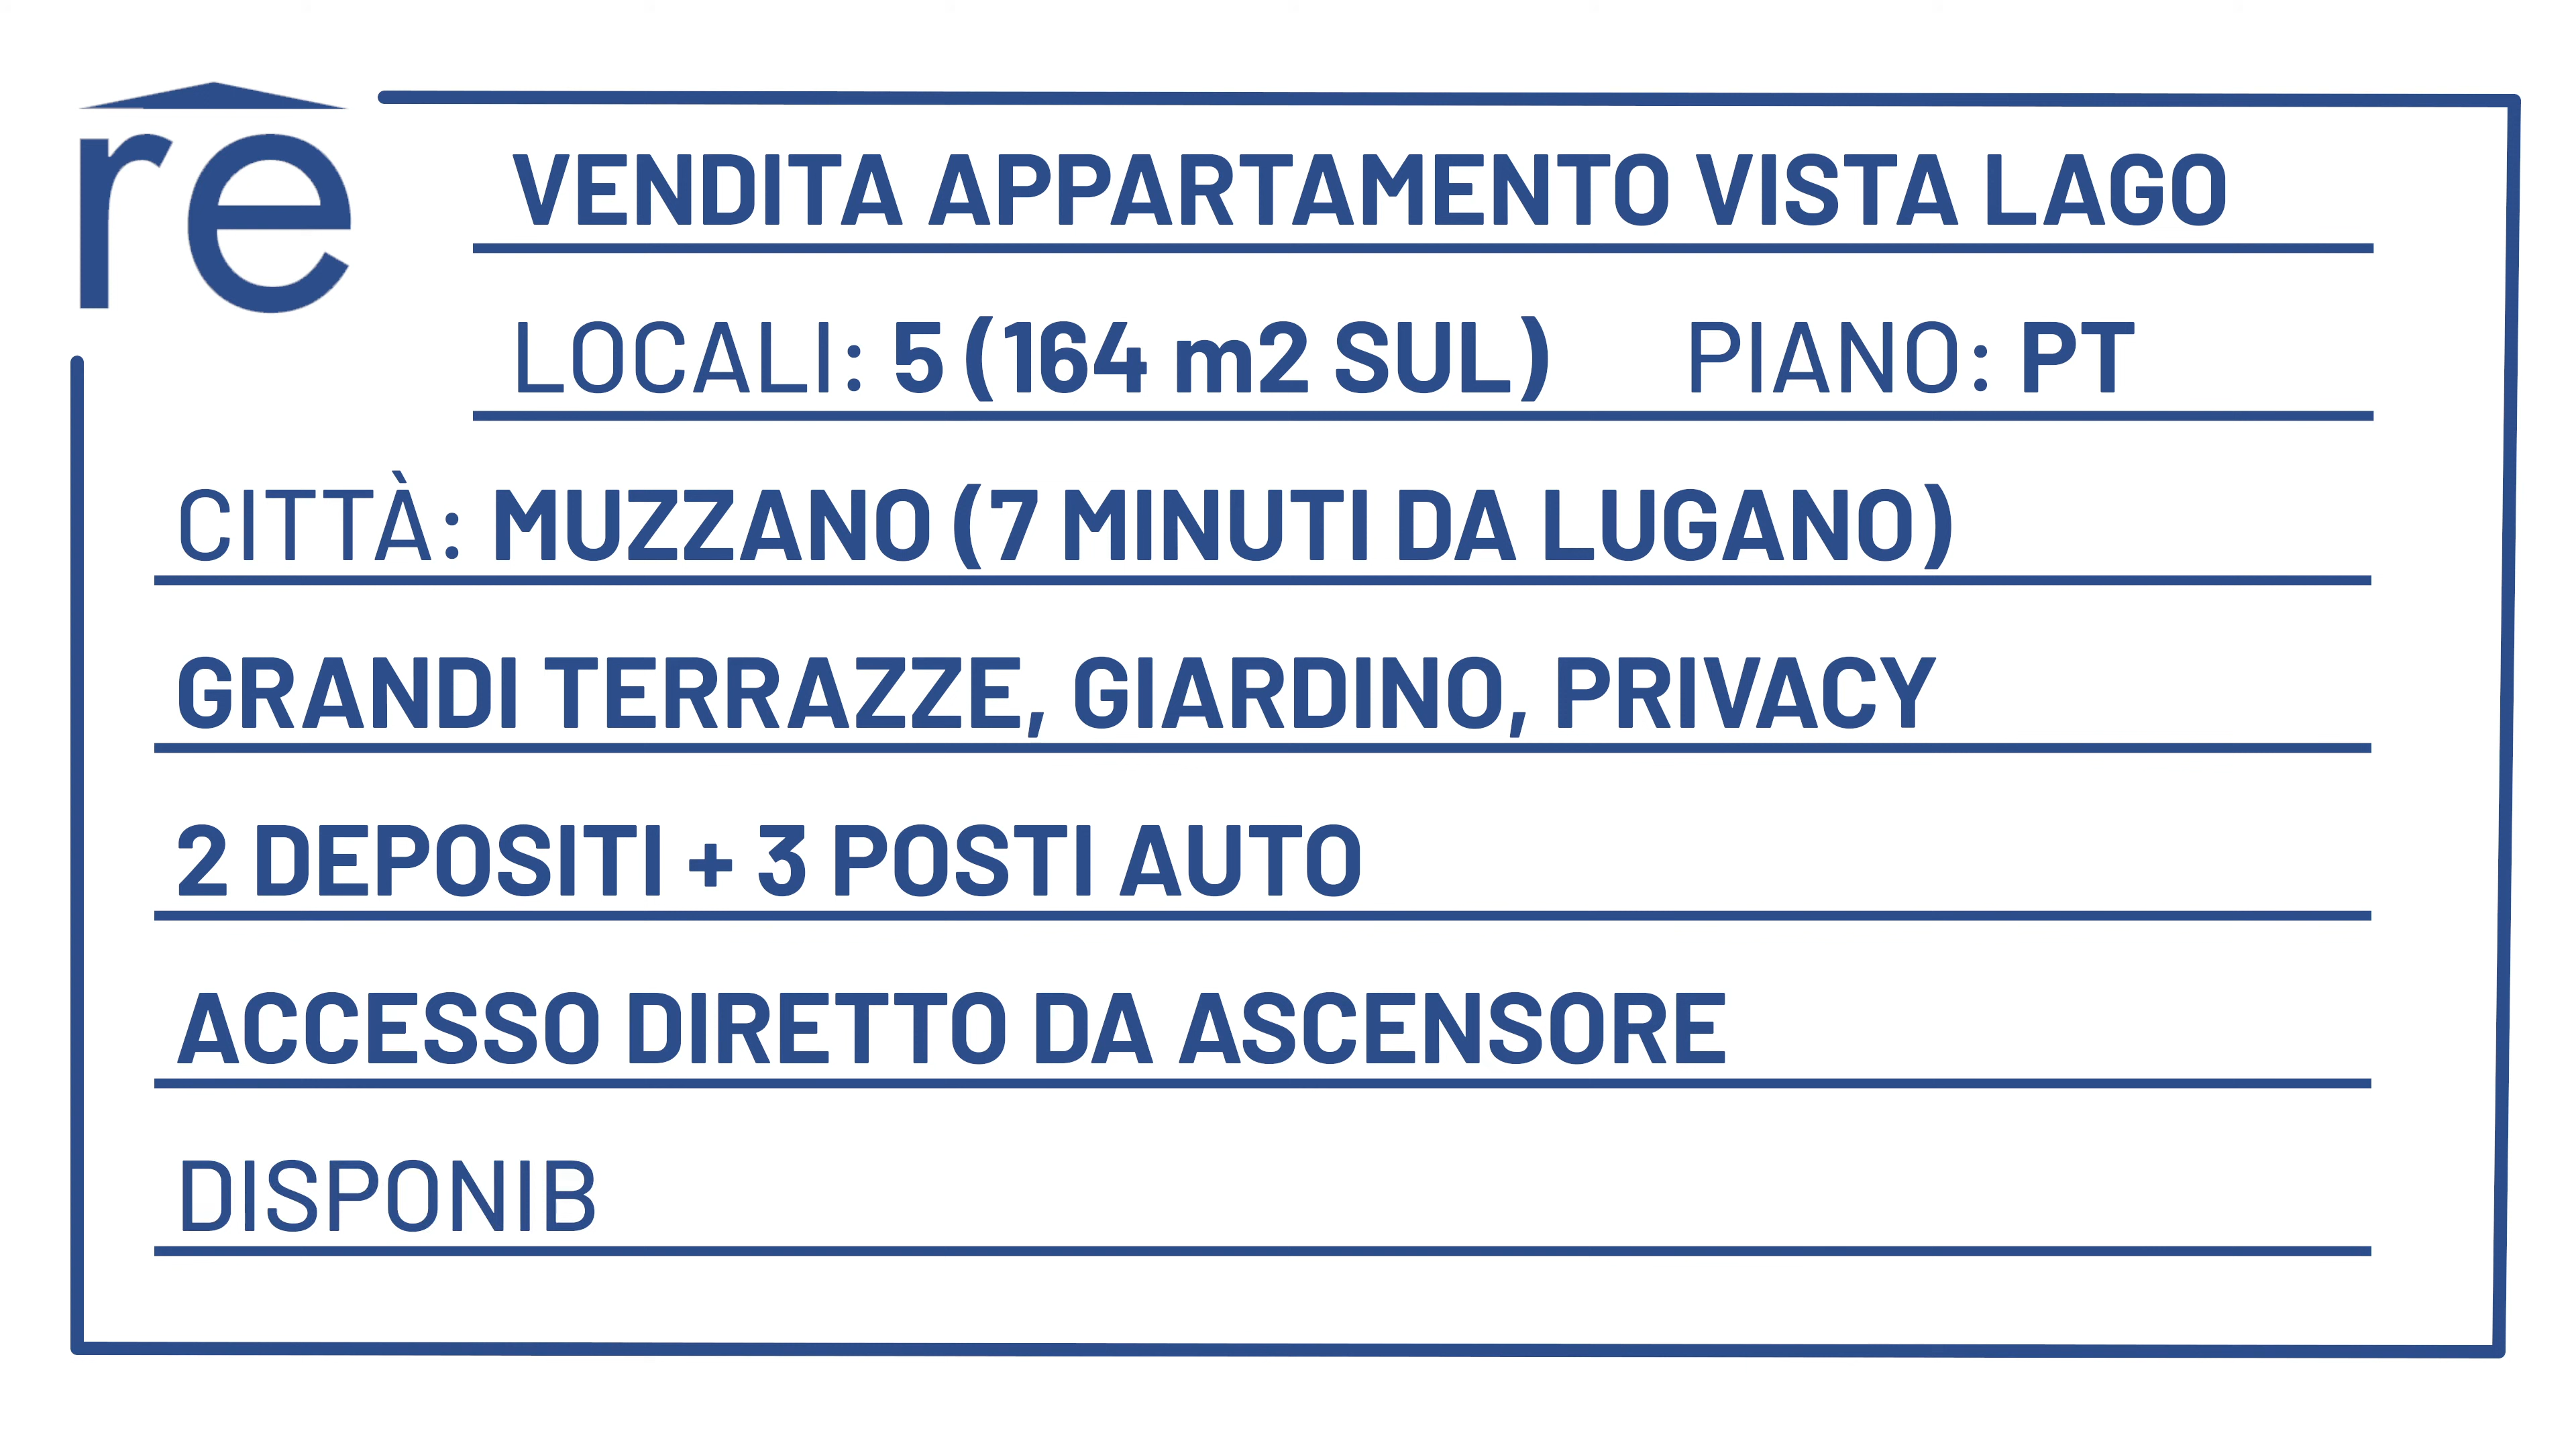 re
VENDITA APPARTAMENTO VISTA LAGO
LOCALI: 5 (164 m2 SUL) PIANO: PT
CITTÀ: MUZZANO (7 MINUTI DA LUGANO)
GRANDI TERRAZZE, GIARDINO, PRIVACY
2 DEPOSITI + 3 POSTI AUTO
ACCESSO DIRETTO DA ASCENSORE
DISPONIB